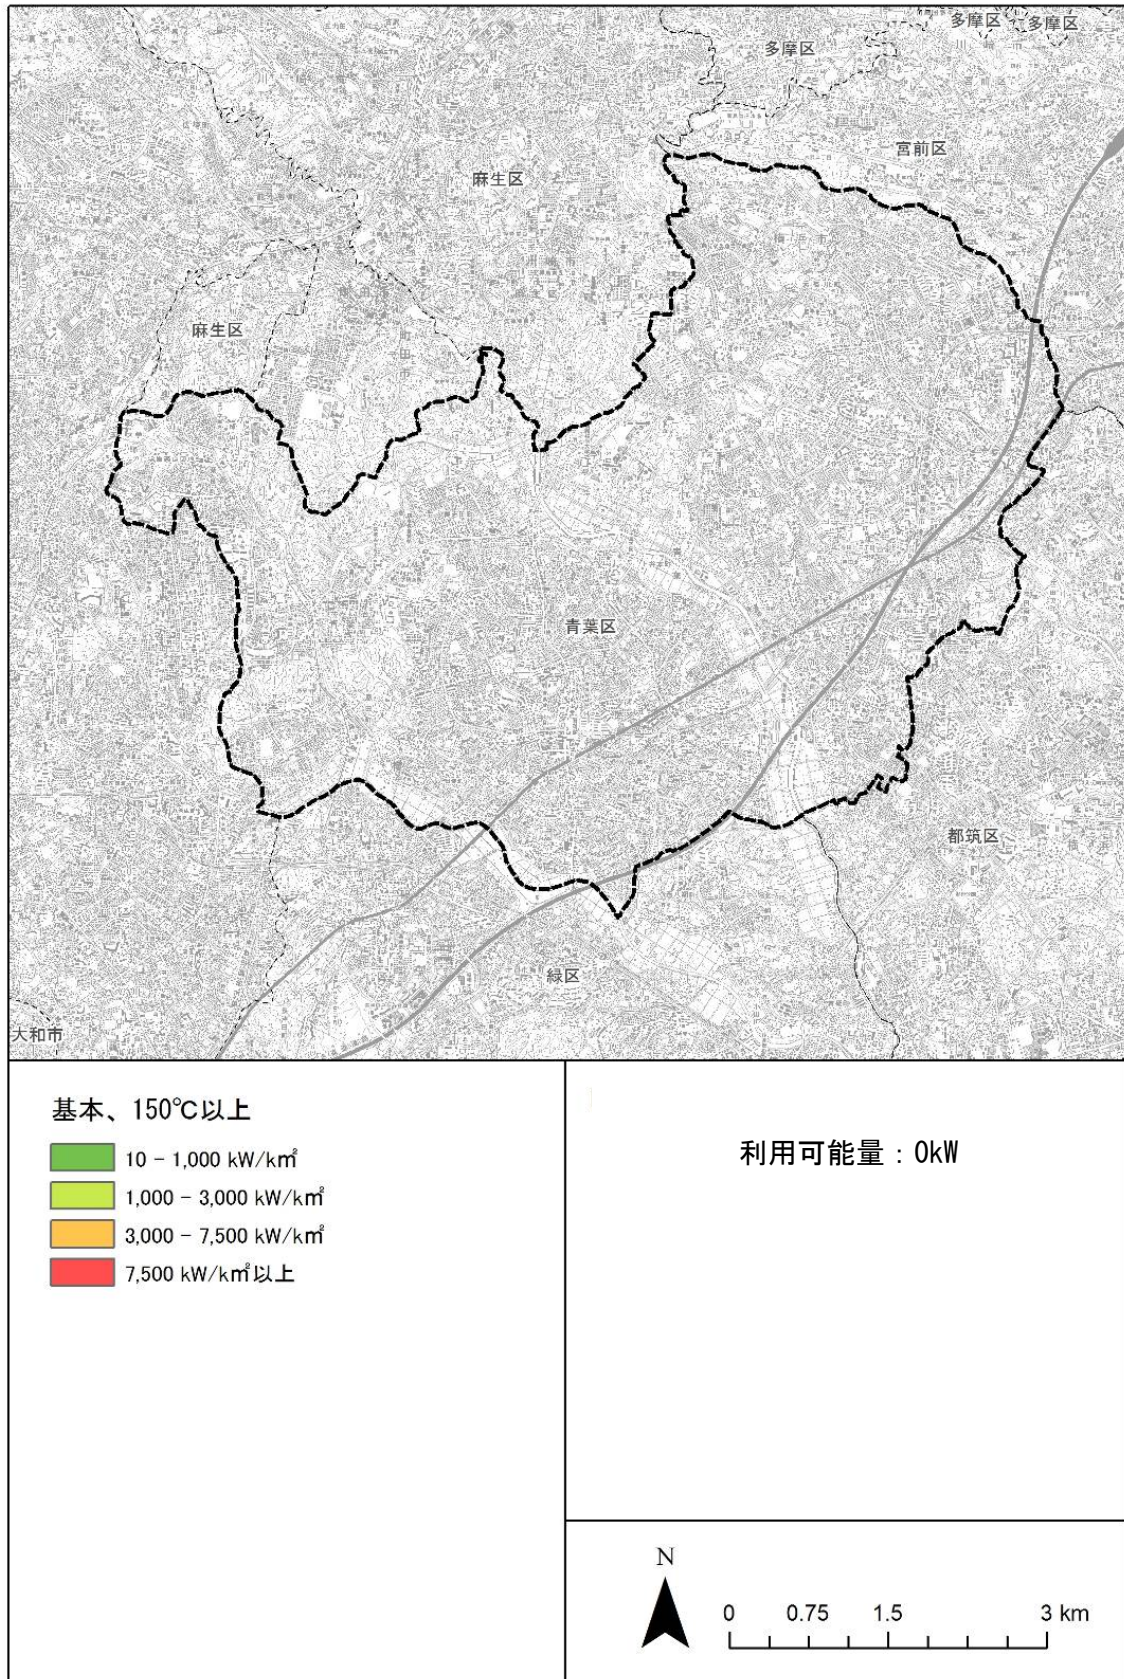 多摩区
多摩区
多摩区
宮前区
麻生区
麻生区
青葉区
都筑区
緑区
大和市
基本、150℃以上
10 - 1,000 kW/k㎡
1,000 - 3,000 kW/k㎡
3,000 - 7,500 kW/k㎡
7,500 kW/k㎡以上
利用可能量：0kW
N
0 0.75 1.5 3 km